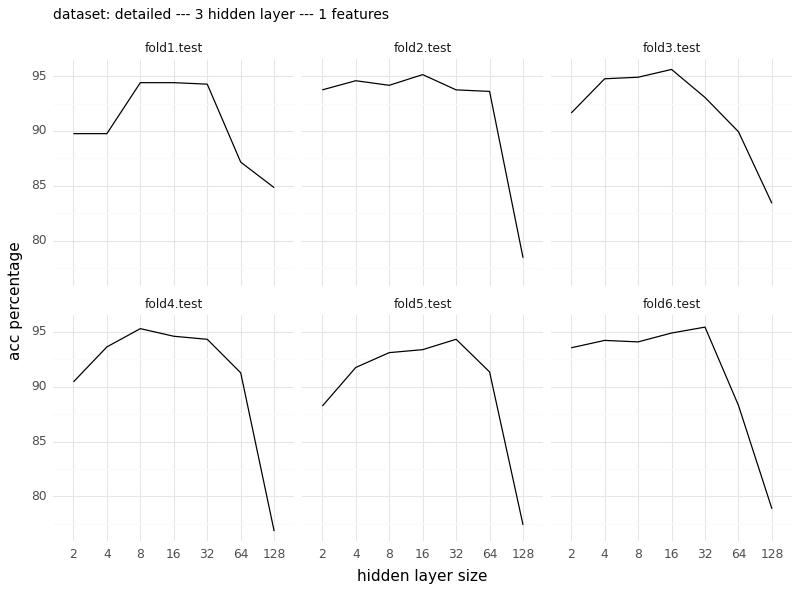 dataset: detailed --- 3 hidden layer --- 1 features
fold1.test
fold2.test
fold3.test
95
90
85
80
fold4.test
fold5.test
fold6.test
95
90
85
80
2 4 8 16 32 64 128
2 4 8 16 32 64 128
2 4 8 16 32 64 128
hidden layer size
acc percentage